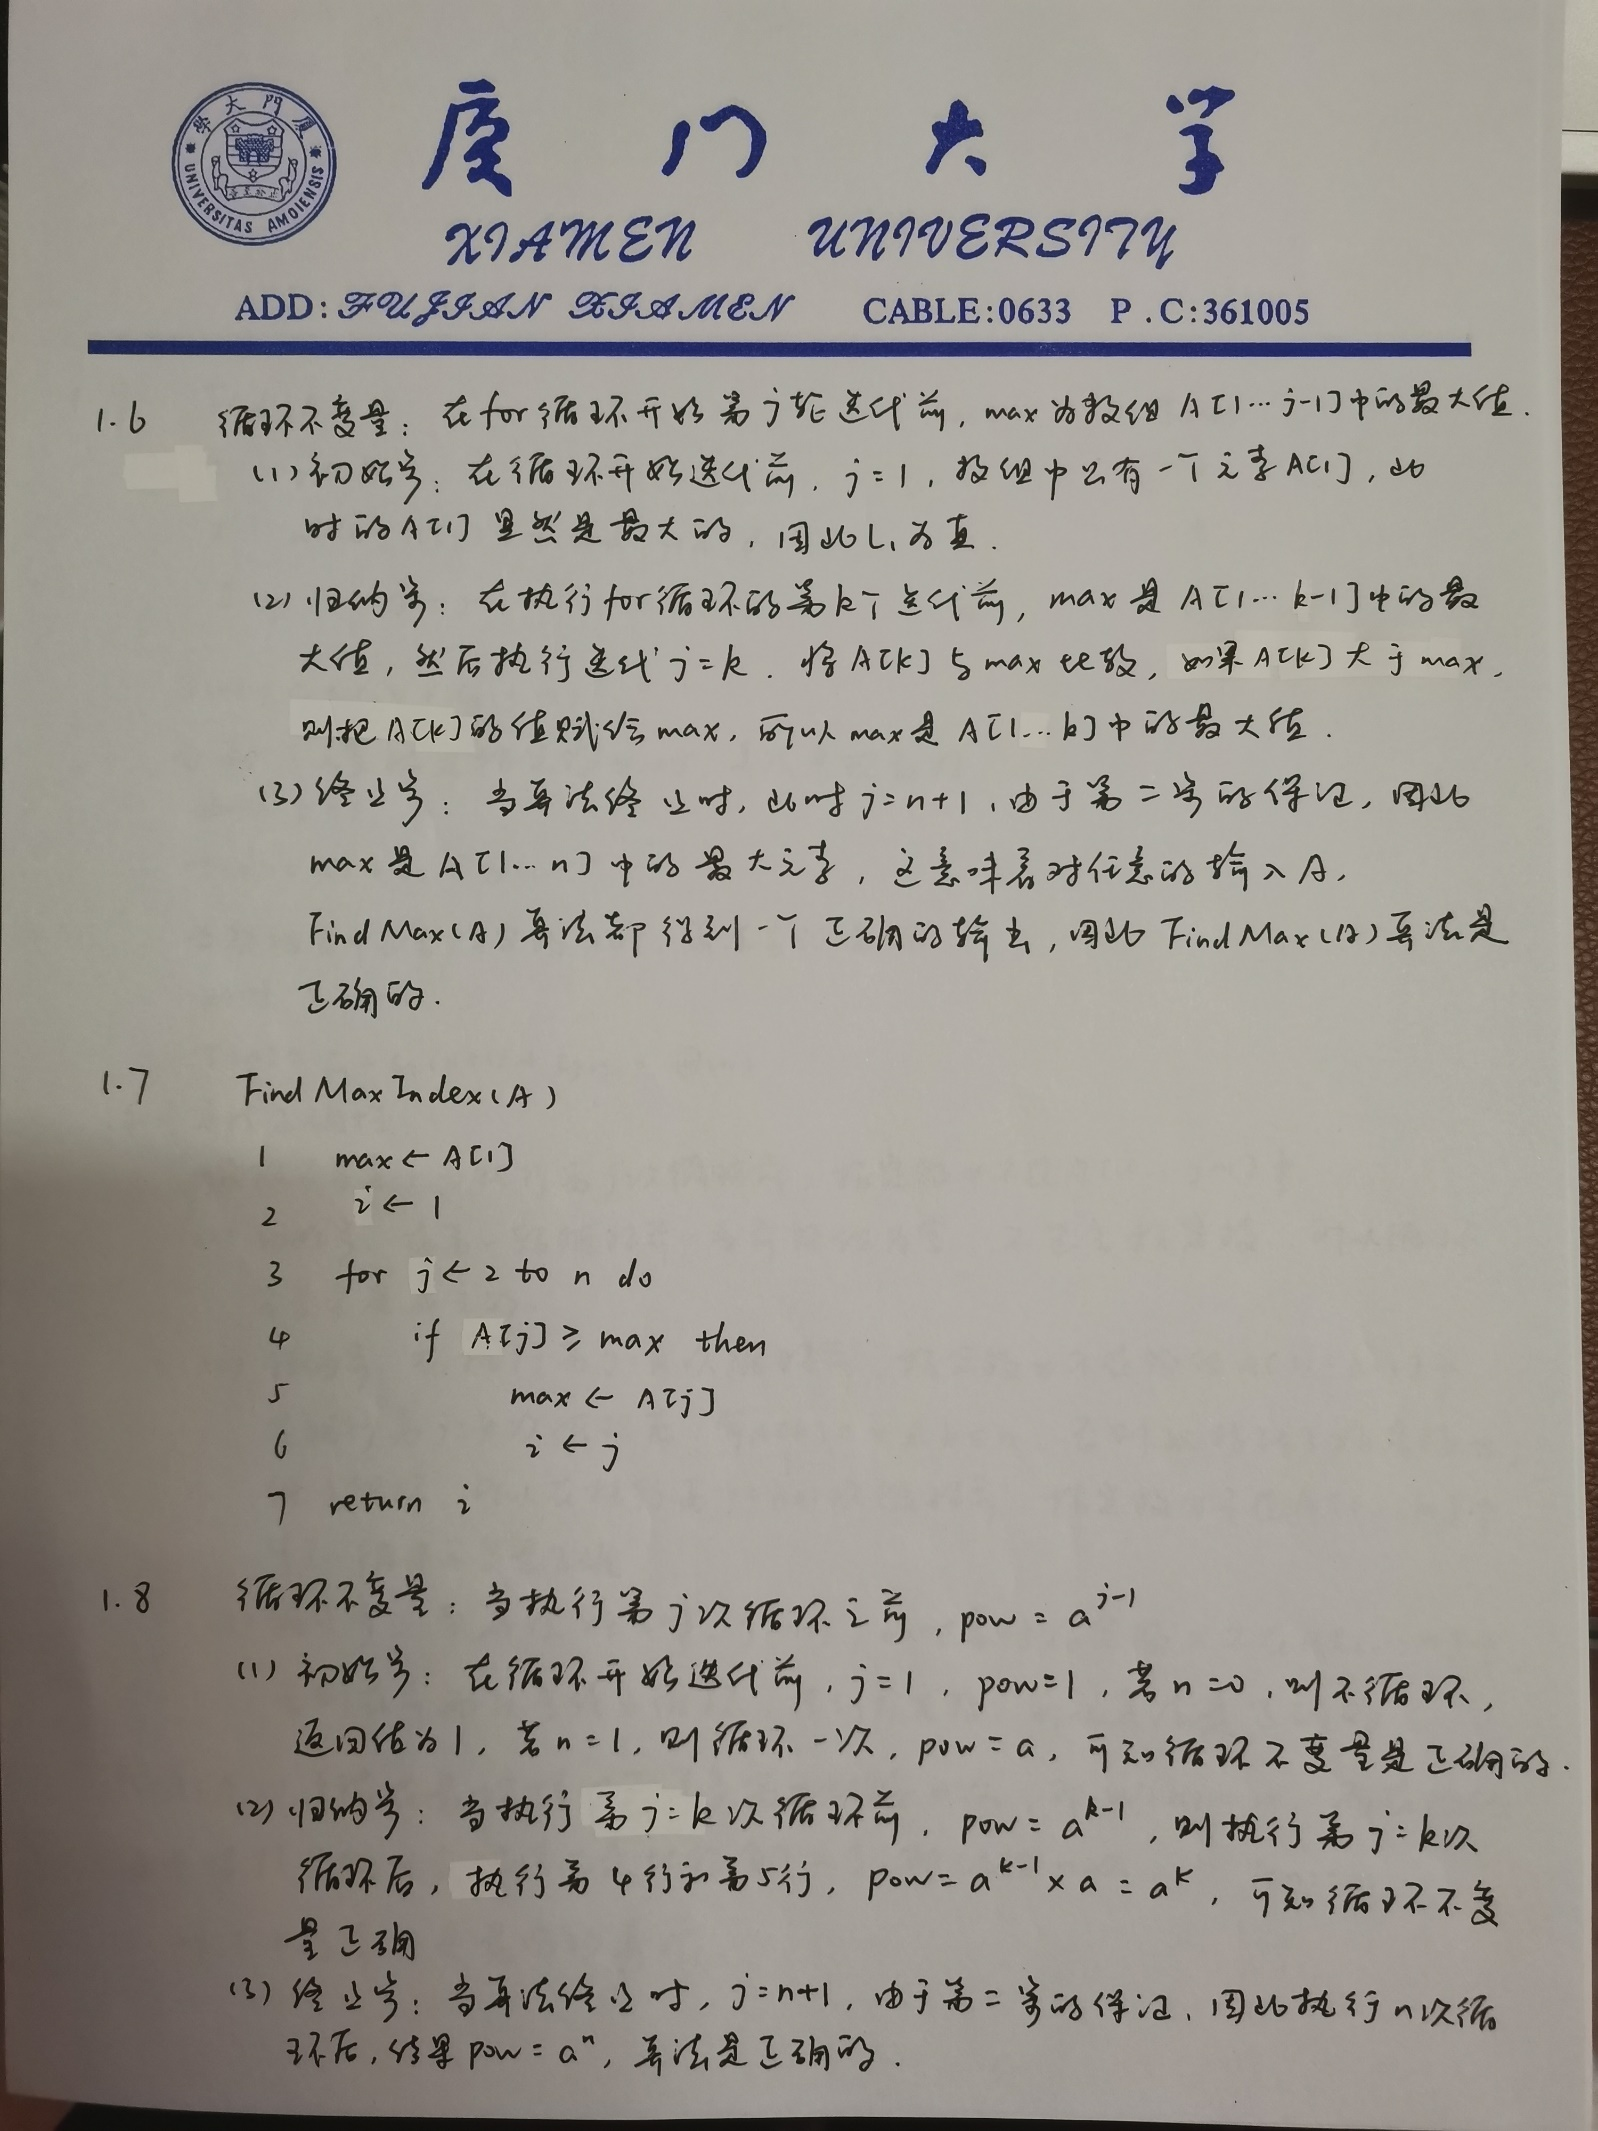 厦门大学
學大門廈
UNIVERSITAS AMOIENSIS
XIAMEN UNIVERSITY
ADD: FUJIAN XIAMEN CABLE:0633 P.C:361005
1.6 循环不变量：在for循环开始第j轮迭代前，max为数组A[1…j-1]中的最大值.
(1) 初始步：在循环开始迭代前，j=1，数组中只有一个元素A[1]，此
时的A[1]显然是最大的，因此L1为真.
(2) 归纳步：在执行for循环的第k个迭代前，max是A[1…k-1]中的最
大值，然后执行迭代j=k. 将A[k]与max比较，如果A[k]大于max，
则把A[k]的值赋给max，所以max是A[1…k]中的最大值.
(3) 终止步：当算法终止时，此时j=n+1，由于第二步的保证，因此
max是A[1…n]中的最大元素，这意味着对任意的输入A，
FindMax(A)算法都得到一个正确的输出，因此FindMax(A)算法是
正确的.
1.7 FindMaxIndex(A)
1 max ← A[1]
2 i ← 1
3 for j ← 2 to n do
4 if A[j] ≥ max then
5 max ← A[j]
6 i ← j
7 return i
1.8 循环不变量：当执行第j次循环之前，pow = a^{j-1}
(1) 初始步：在循环开始迭代前，j=1，pow=1，若n=0，则不循环，
返回值为1，若n=1，则循环一次，pow=a，可知循环不变量是正确的.
(2) 归纳步：当执行第j=k次循环前，pow = a^{k-1}，则执行第j=k次
循环后，执行第4行和第5行，pow = a^{k-1} × a = a^k，可知循环不变
量正确
(3) 终止步：当算法终止时，j=n+1，由于第二步的保证，因此执行n次循
环后，结果pow = a^n，算法是正确的.